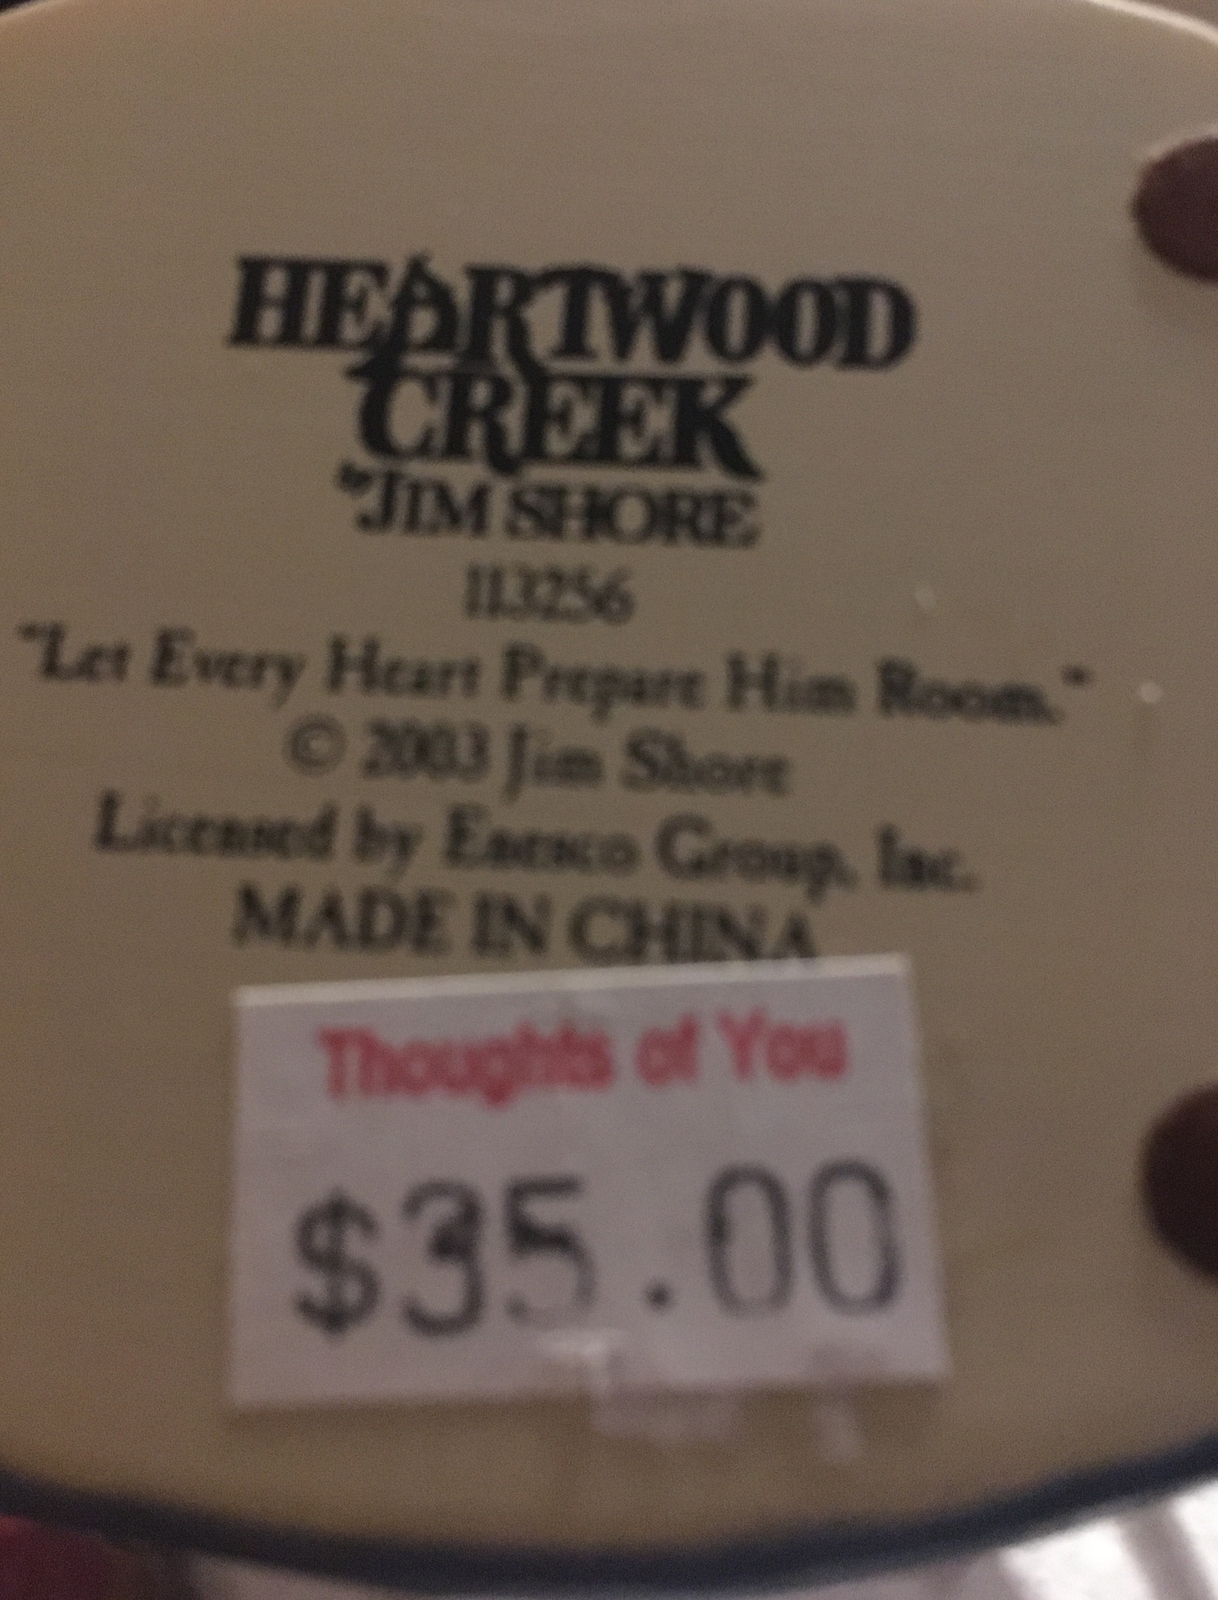 HEARTWOOD
CREEK
by JIM SHORE
113256
"Let Every Heart Prepare Him Room."
© 2003 Jim Shore
Licensed by Enesco Group, Inc.
MADE IN CHINA
Thoughts of You
$35.00